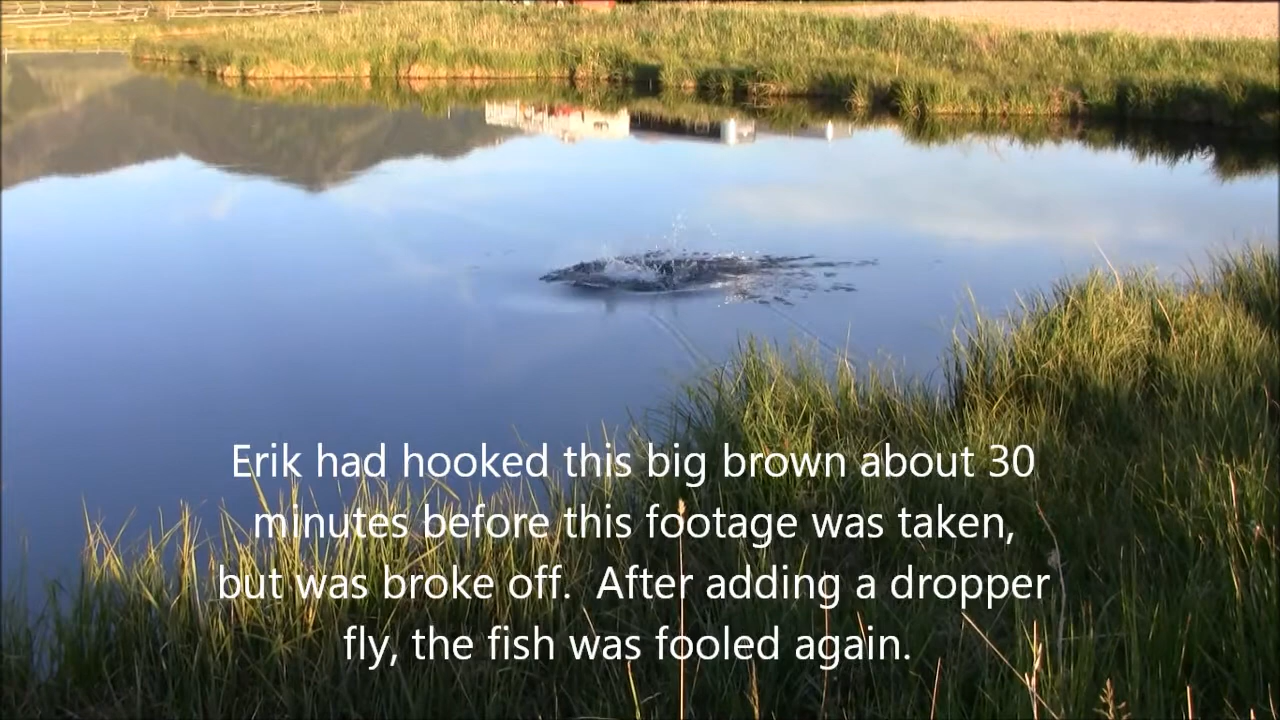 Erik had hooked this big brown about 30
minutes before this footage was taken,
but was broke off.  After adding a dropper
fly, the fish was fooled again.